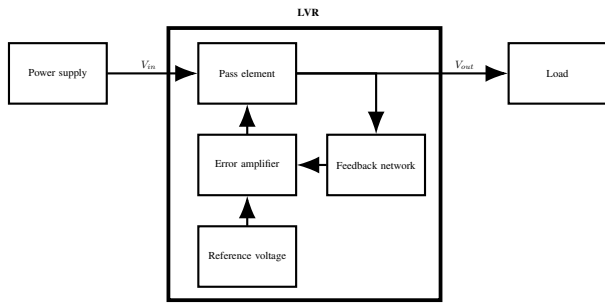 LVR
Power supply
V_in
Pass element
V_out
Load
Error amplifier
Feedback network
Reference voltage